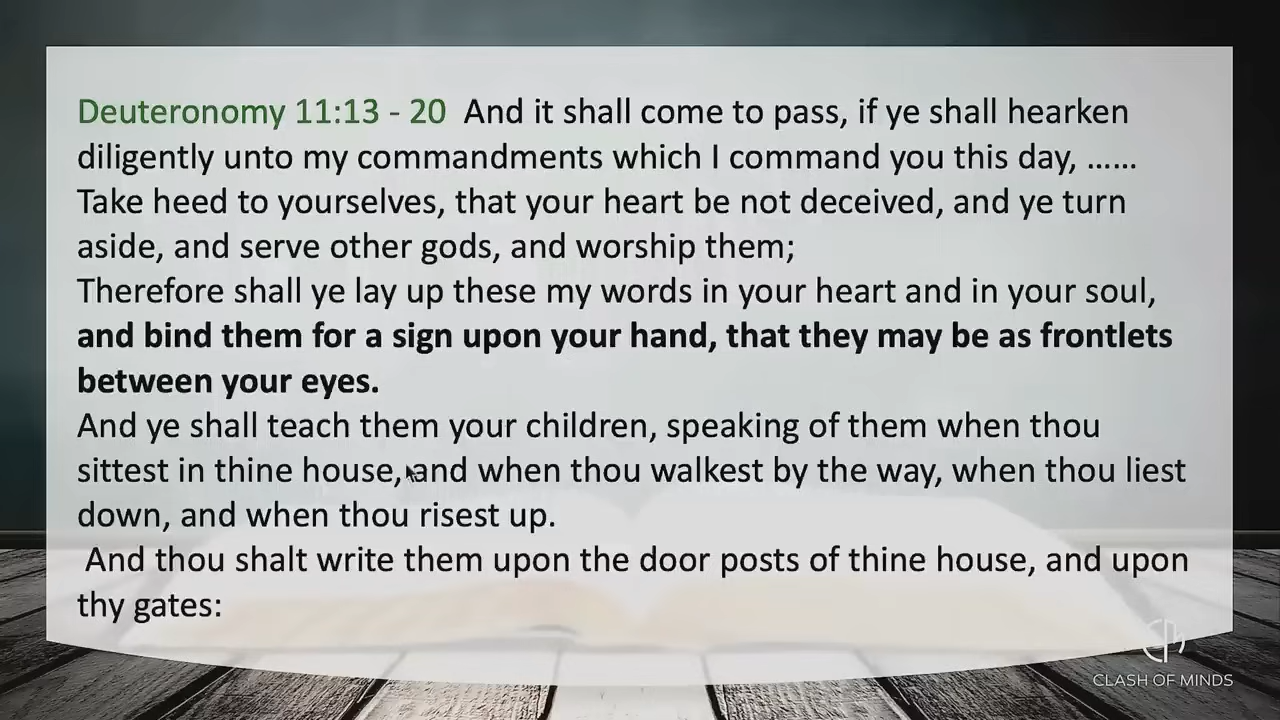 Deuteronomy 11:13 - 20  And it shall come to pass, if ye shall hearken
diligently unto my commandments which I command you this day, ......
Take heed to yourselves, that your heart be not deceived, and ye turn
aside, and serve other gods, and worship them;
Therefore shall ye lay up these my words in your heart and in your soul,
and bind them for a sign upon your hand, that they may be as frontlets
between your eyes.
And ye shall teach them your children, speaking of them when thou
sittest in thine house, and when thou walkest by the way, when thou liest
down, and when thou risest up.
And thou shalt write them upon the door posts of thine house, and upon
thy gates:
CLASH OF MINDS